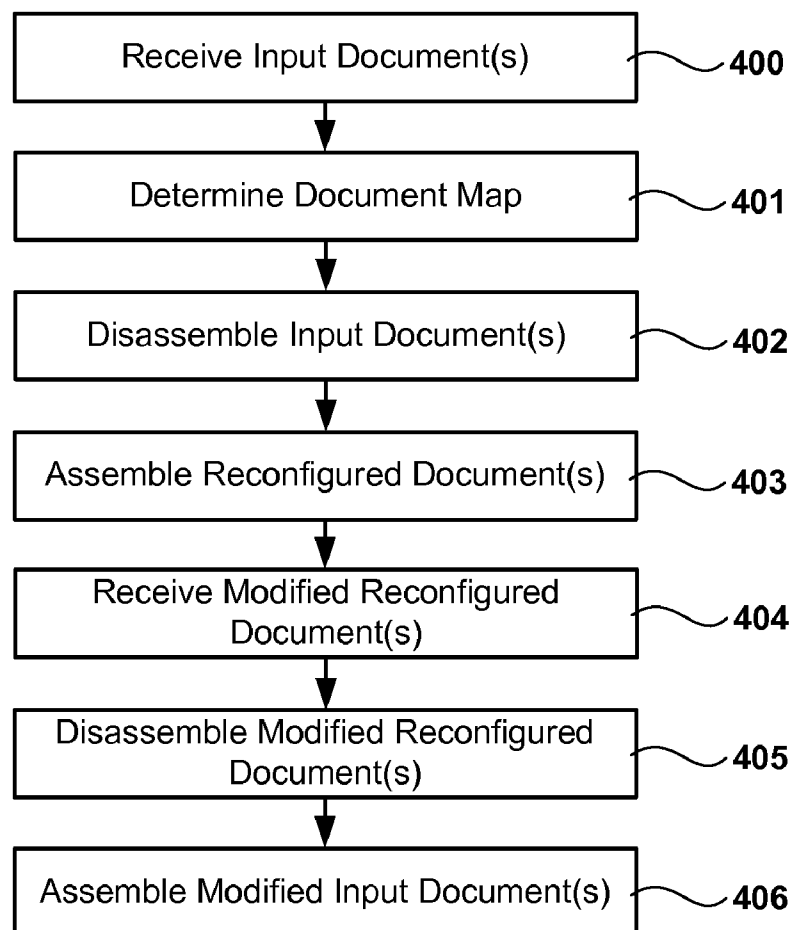 Receive Input Document(s)
400
Determine Document Map
401
Disassemble Input Document(s)
402
Assemble Reconfigured Document(s)
403
Receive Modified Reconfigured
Document(s)
404
Disassemble Modified Reconfigured
Document(s)
405
Assemble Modified Input Document(s)
406